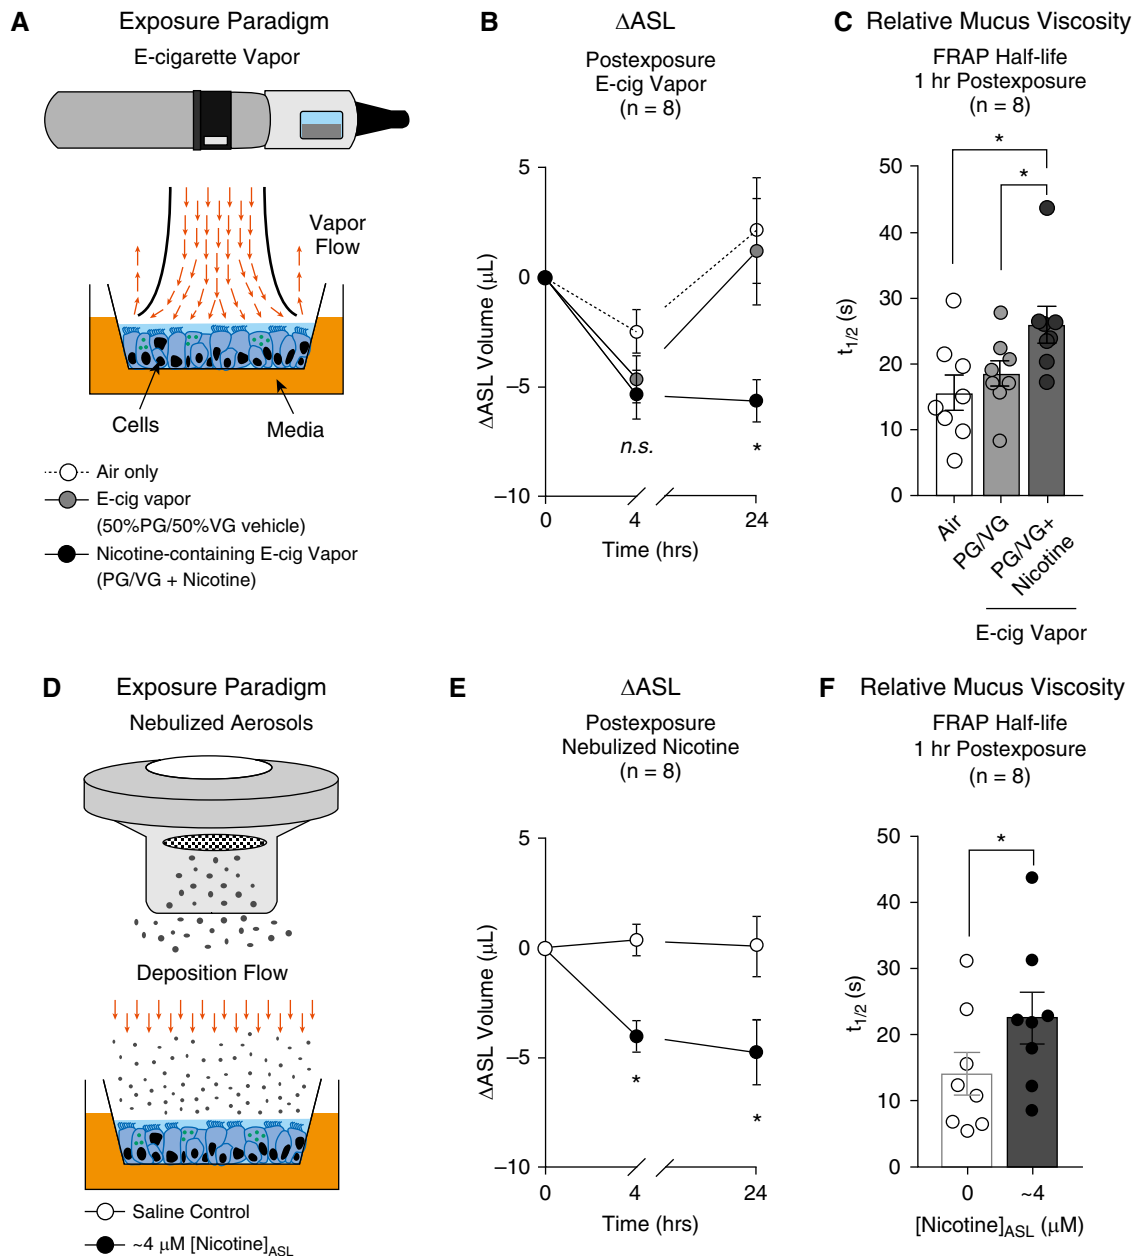 A
Exposure Paradigm
E-cigarette Vapor
Vapor
Flow
Cells
Media
Air only
E-cig vapor
(50%PG/50%VG vehicle)
Nicotine-containing E-cig Vapor
(PG/VG + Nicotine)
B
ΔASL
Postexposure
E-cig Vapor
(n = 8)
ΔASL Volume (μL)
5
0
−5
−10
n.s.
*
0
4
24
Time (hrs)
C
Relative Mucus Viscosity
FRAP Half-life
1 hr Postexposure
(n = 8)
*
*
t1/2 (s)
50
40
30
20
10
0
Air
PG/VG
PG/VG+
Nicotine
E-cig Vapor
D
Exposure Paradigm
Nebulized Aerosols
Deposition Flow
Saline Control
~4 μM [Nicotine]ASL
E
ΔASL
Postexposure
Nebulized Nicotine
(n = 8)
ΔASL Volume (μL)
5
0
−5
−10
*
*
0
4
24
Time (hrs)
F
Relative Mucus Viscosity
FRAP Half-life
1 hr Postexposure
(n = 8)
*
t1/2 (s)
50
40
30
20
10
0
0
~4
[Nicotine]ASL (μM)